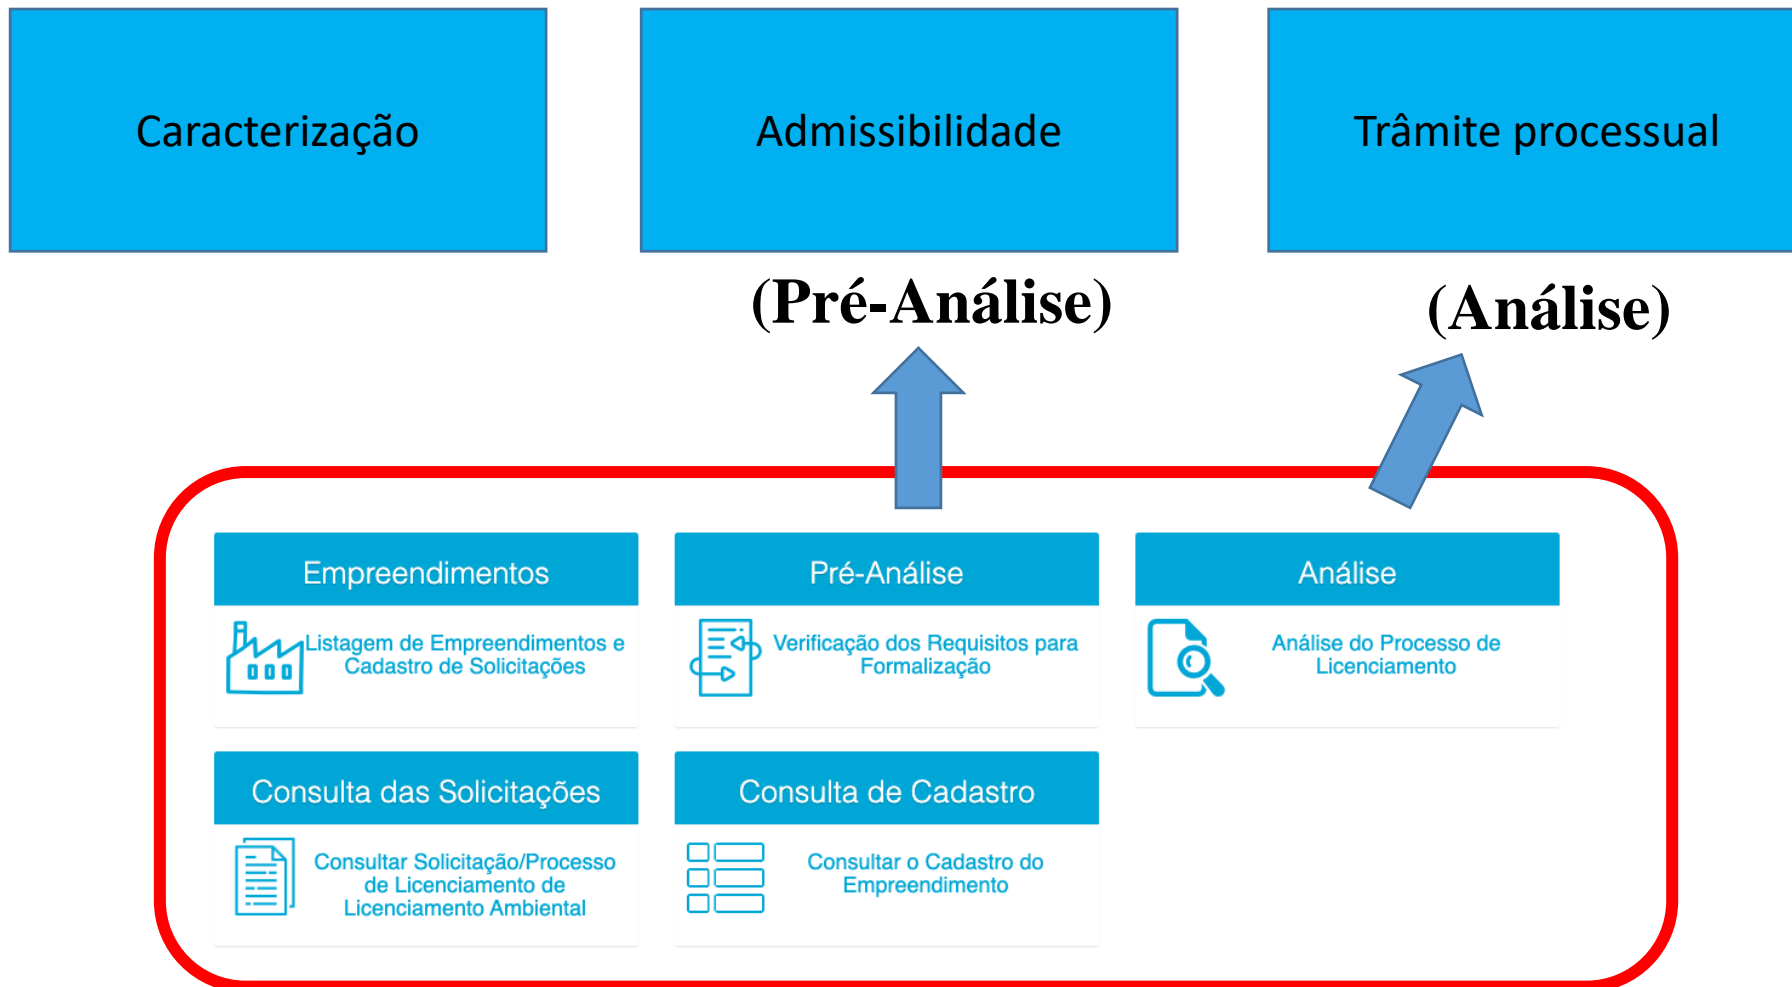 Caracterização
Admissibilidade
Trâmite processual
(Pré-Análise)
(Análise)
Empreendimentos
Listagem de Empreendimentos e
Cadastro de Solicitações
Pré-Análise
Verificação dos Requisitos para
Formalização
Análise
Análise do Processo de
Licenciamento
Consulta das Solicitações
Consultar Solicitação/Processo
de Licenciamento de
Licenciamento Ambiental
Consulta de Cadastro
Consultar o Cadastro do
Empreendimento